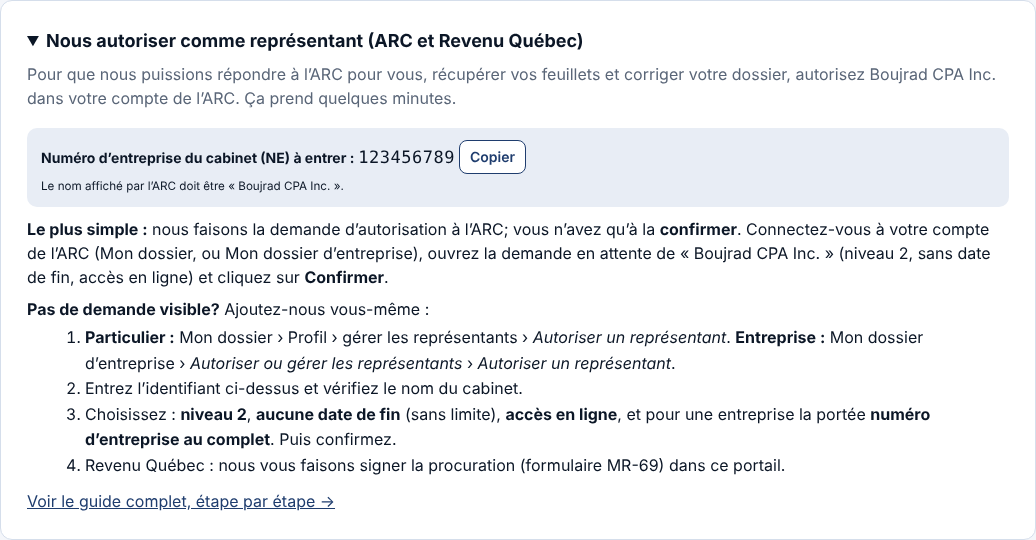 ▼ Nous autoriser comme représentant (ARC et Revenu Québec)
Pour que nous puissions répondre à l’ARC pour vous, récupérer vos feuillets et corriger votre dossier, autorisez Boujrad CPA Inc.
dans votre compte de l’ARC. Ça prend quelques minutes.
Numéro d’entreprise du cabinet (NE) à entrer : 123456789 Copier
Le nom affiché par l’ARC doit être « Boujrad CPA Inc. ».
Le plus simple : nous faisons la demande d’autorisation à l’ARC; vous n’avez qu’à la confirmer. Connectez-vous à votre compte
de l’ARC (Mon dossier, ou Mon dossier d’entreprise), ouvrez la demande en attente de « Boujrad CPA Inc. » (niveau 2, sans date
de fin, accès en ligne) et cliquez sur Confirmer.
Pas de demande visible? Ajoutez-nous vous-même :
1. Particulier : Mon dossier › Profil › gérer les représentants › Autoriser un représentant. Entreprise : Mon dossier
d’entreprise › Autoriser ou gérer les représentants › Autoriser un représentant.
2. Entrez l’identifiant ci-dessus et vérifiez le nom du cabinet.
3. Choisissez : niveau 2, aucune date de fin (sans limite), accès en ligne, et pour une entreprise la portée numéro
d’entreprise au complet. Puis confirmez.
4. Revenu Québec : nous vous faisons signer la procuration (formulaire MR-69) dans ce portail.
Voir le guide complet, étape par étape →